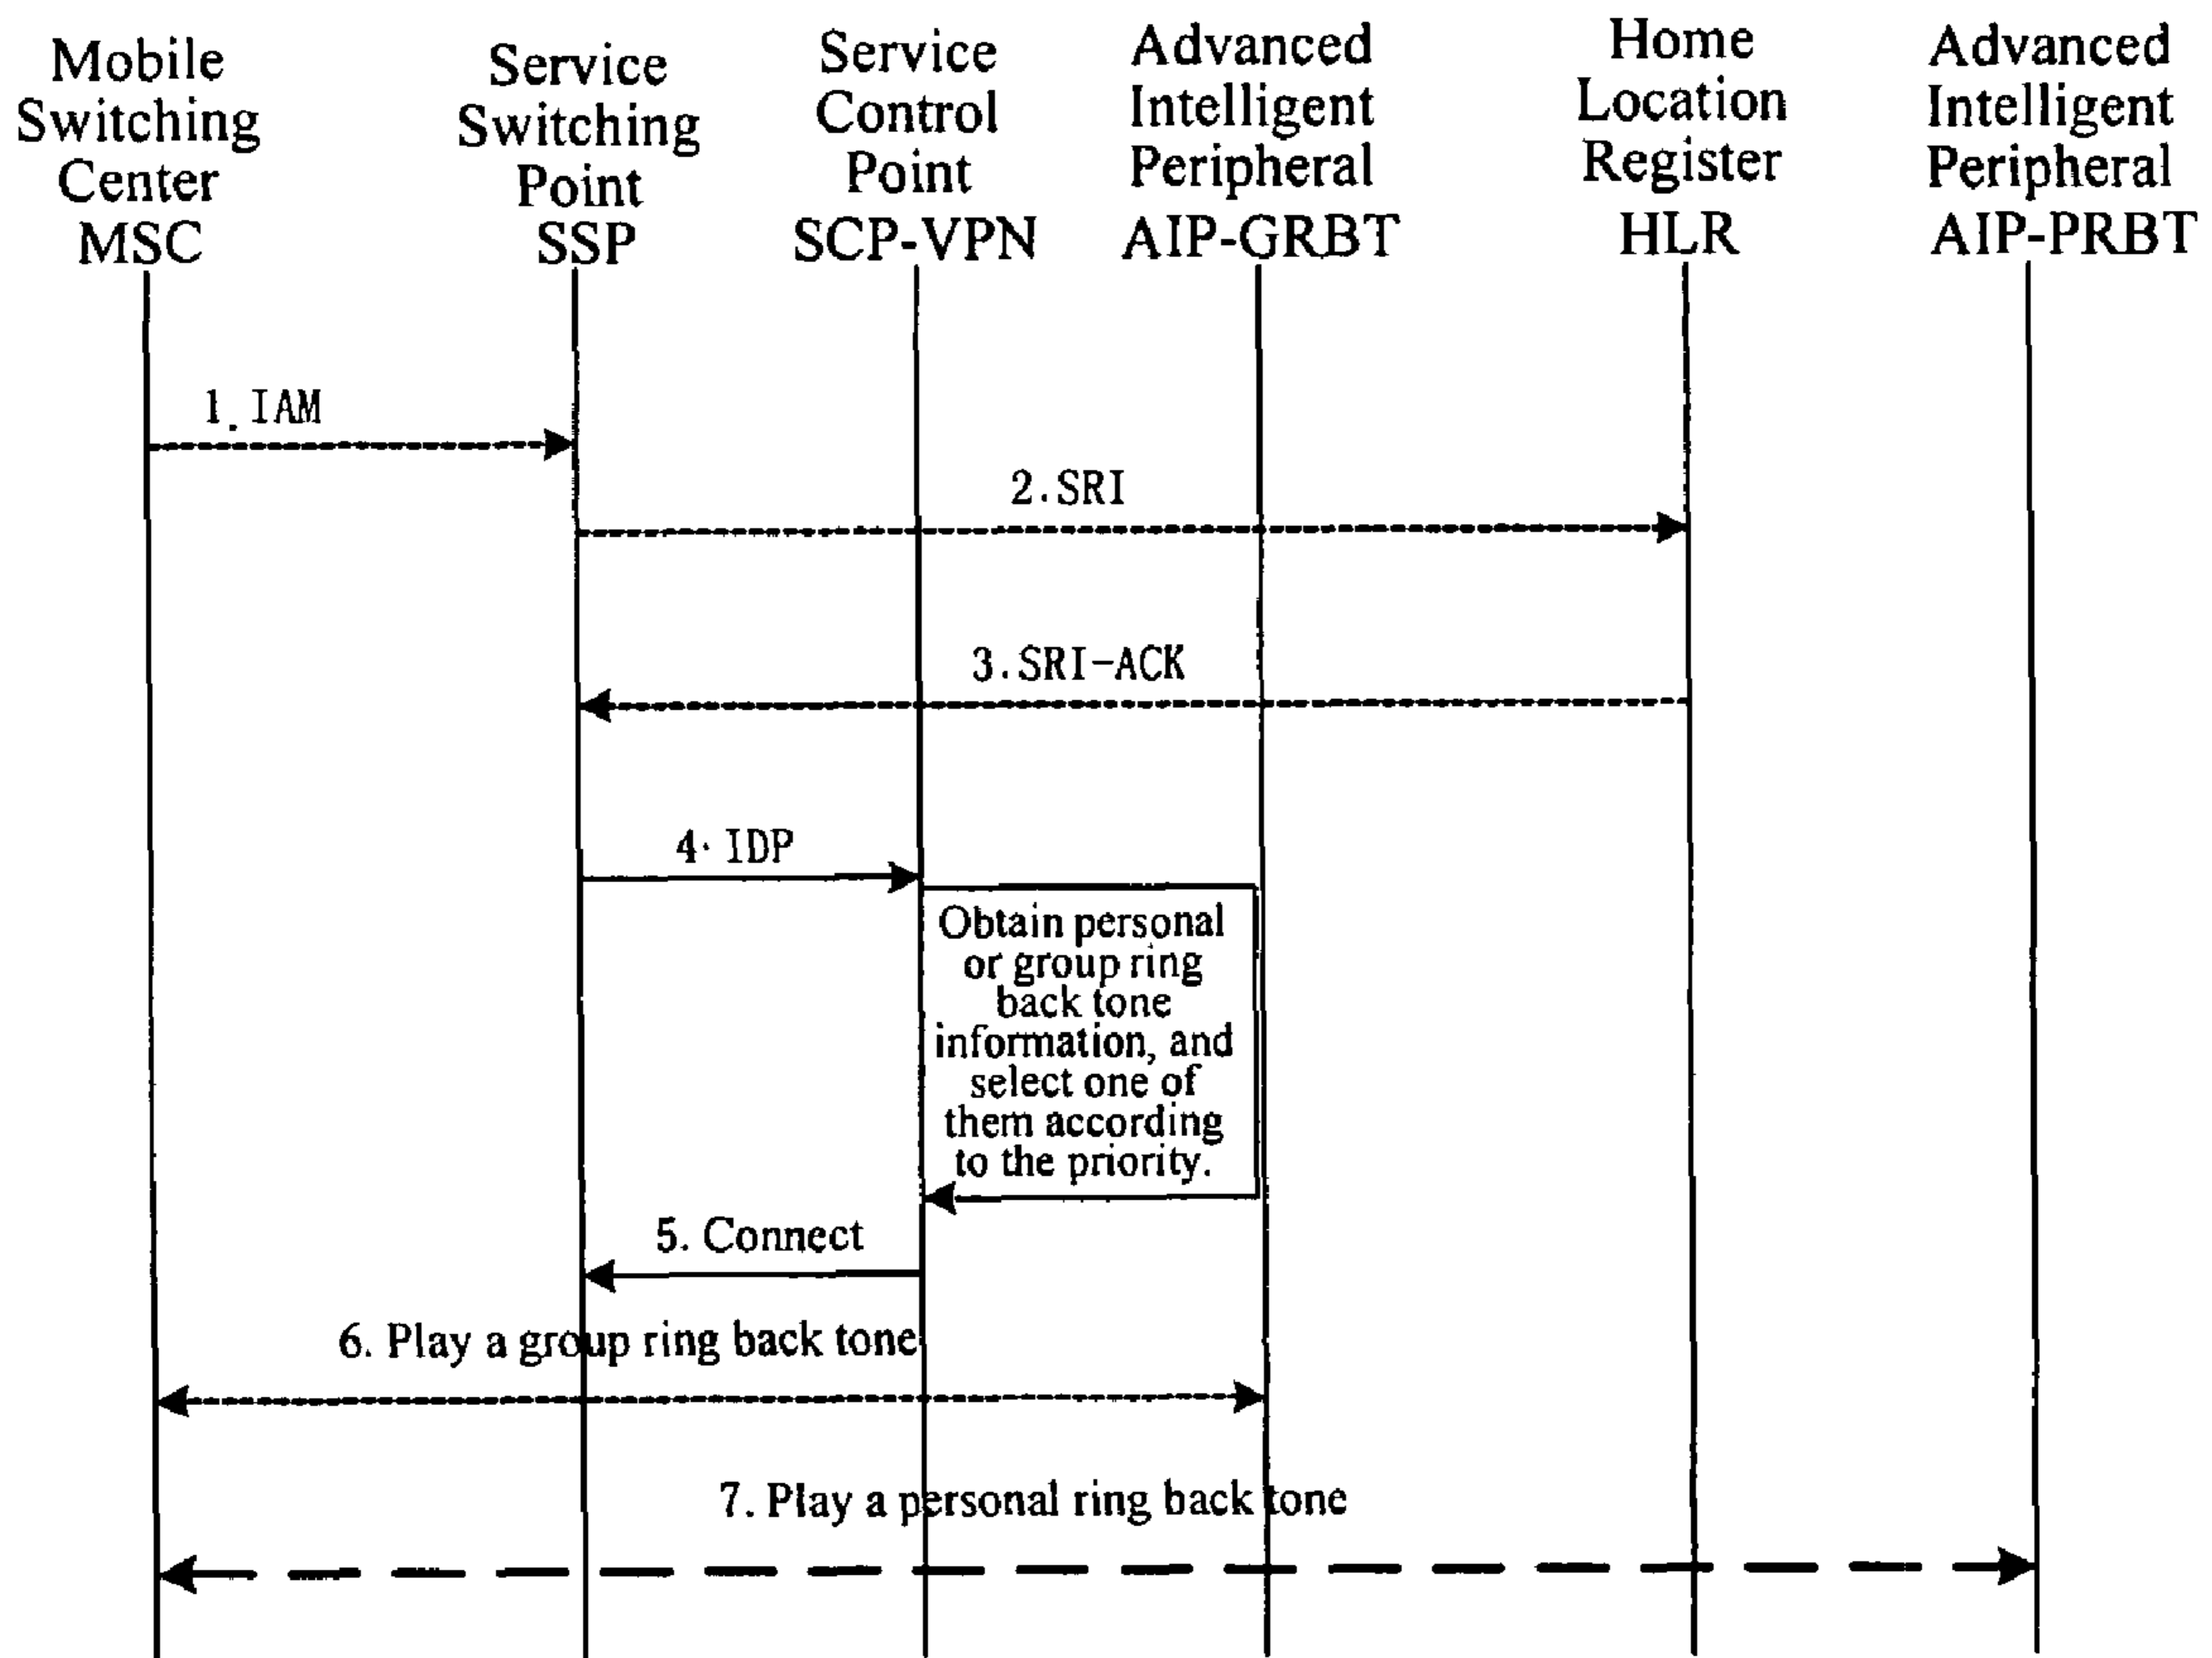 Mobile
Switching
Center
MSC
Service
Switching
Point
SSP
Service
Control
Point
SCP-VPN
Advanced
Intelligent
Peripheral
AIP-GRBT
Home
Location
Register
HLR
Advanced
Intelligent
Peripheral
AIP-PRBT
1. IAM
2.SRI
3.SRI-ACK
4. IDP
Obtain personal
or group ring
back tone
information, and
select one of
them according
to the priority.
5. Connect
6. Play a group ring back tone
7. Play a personal ring back tone